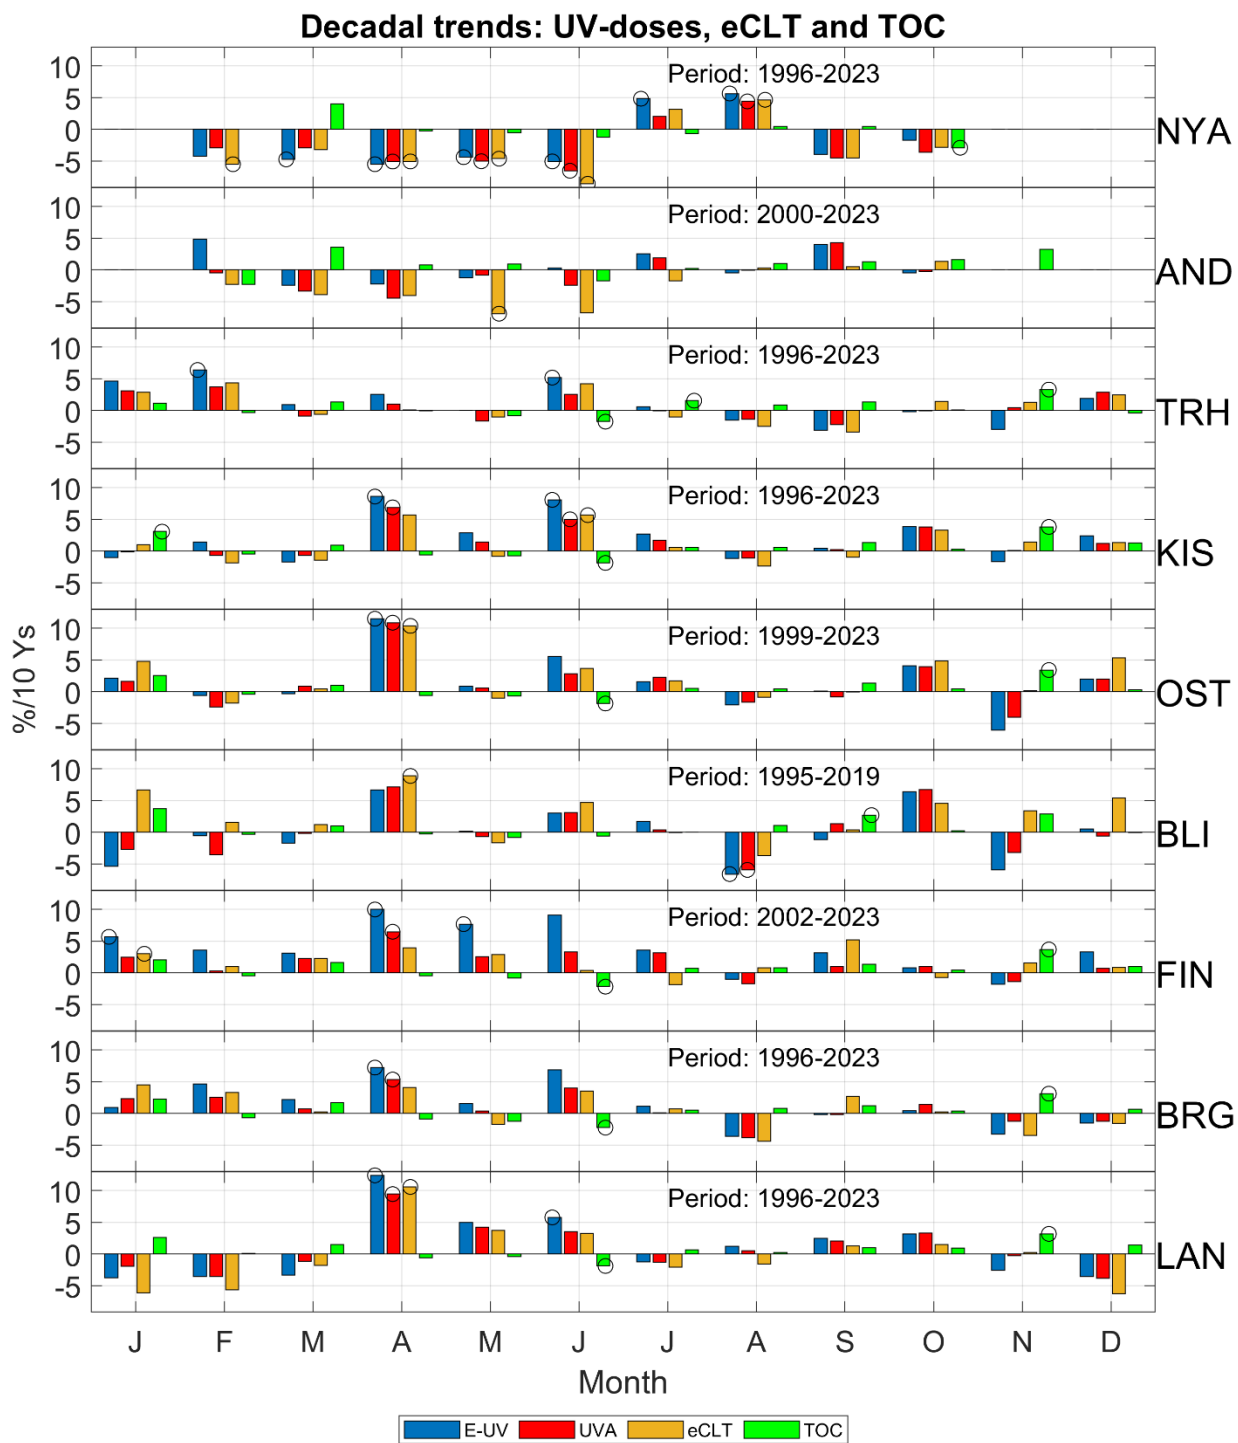 Decadal trends: UV-doses, eCLT and TOC
10
5
0
-5
Period: 1996-2023
NYA
10
5
0
-5
Period: 2000-2023
AND
10
5
0
-5
Period: 1996-2023
TRH
10
5
0
-5
Period: 1996-2023
KIS
10
5
0
-5
Period: 1999-2023
OST
%/10 Ys
10
5
0
-5
Period: 1995-2019
BLI
10
5
0
-5
Period: 2002-2023
FIN
10
5
0
-5
Period: 1996-2023
BRG
10
5
0
-5
Period: 1996-2023
LAN
J F M A M J J A S O N D
Month
E-UV UVA eCLT TOC